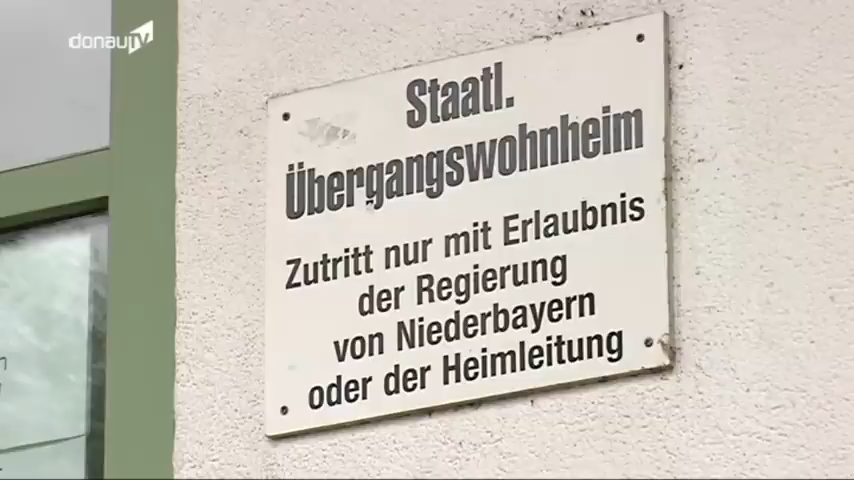 donauTV
Staatl.
Übergangswohnheim
Zutritt nur mit Erlaubnis
der Regierung
von Niederbayern
oder der Heimleitung